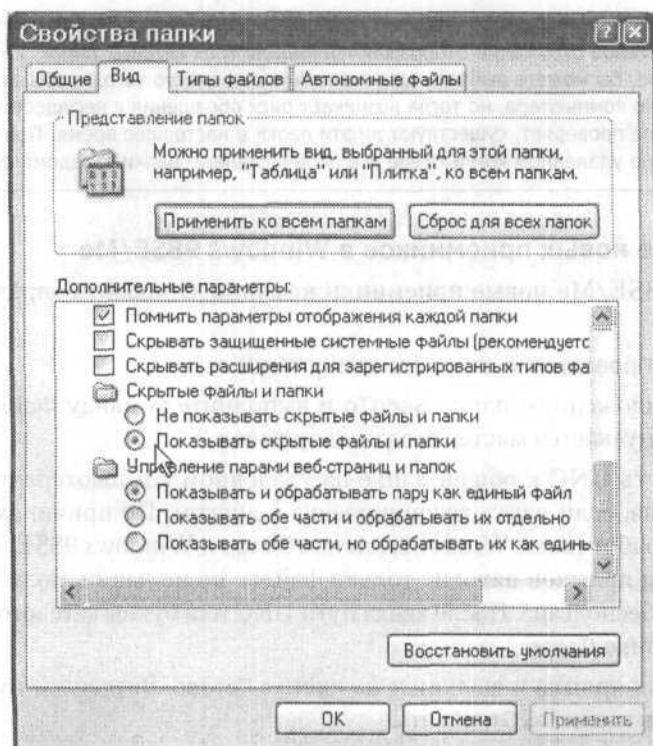 Свойства папки
Общие Вид Типы файлов Автономные файлы
Представление папок
Можно применить вид, выбранный для этой папки,
например, "Таблица" или "Плитка", ко всем папкам.
Применить ко всем папкам Сброс для всех папок
Дополнительные параметры:
Помнить параметры отображения каждой папки
Скрывать защищенные системные файлы (рекомендуетс
Скрывать расширения для зарегистрированных типов фа
Скрытые файлы и папки
Не показывать скрытые файлы и папки
Показывать скрытые файлы и папки
Управление парами веб-страниц и папок
Показывать и обрабатывать пару как единый файл
Показывать обе части и обрабатывать их отдельно
Показывать обе части, но обрабатывать их как едины
Восстановить умолчания
OK Отмена Применить